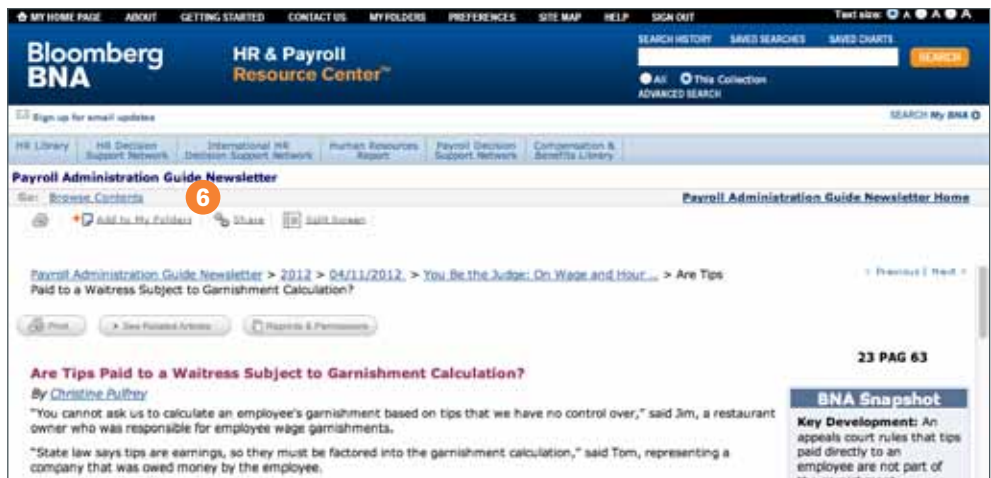 MY HOME PAGE ABOUT GETTING STARTED CONTACT US MY FOLDERS PREFERENCES SITE MAP HELP SIGN OUT Text size: A A A
SEARCH HISTORY SAVED SEARCHES SAVED CHARTS
Bloomberg
BNA
HR & Payroll
Resource Center™
SEARCH
All This Collection
ADVANCED SEARCH
Sign up for email updates
SEARCH My BNA
HR Library
HR Decision
Support Network
International HR
Decision Support Network
Human Resources
Report
Payroll Decision
Support Network
Compensation &
Benefits Library
Payroll Administration Guide Newsletter
Go: Browse Contents
6
Payroll Administration Guide Newsletter Home
Add to My Folders Share Split Screen
Payroll Administration Guide Newsletter > 2012 > 04/11/2012 > You Be the Judge: On Wage and Hour ... > Are Tips
Paid to a Waitress Subject to Garnishment Calculation?
< Previous | Next >
Print See Related Articles Reprints & Permissions
23 PAG 63
Are Tips Paid to a Waitress Subject to Garnishment Calculation?
By Christine Pulfrey
"You cannot ask us to calculate an employee's garnishment based on tips that we have no control over," said Jim, a restaurant
owner who was responsible for employee wage garnishments.
"State law says tips are earnings, so they must be factored into the garnishment calculation," said Tom, representing a
company that was owed money by the employee.
BNA Snapshot
Key Development: An
appeals court rules that tips
paid directly to an
employee are not part of